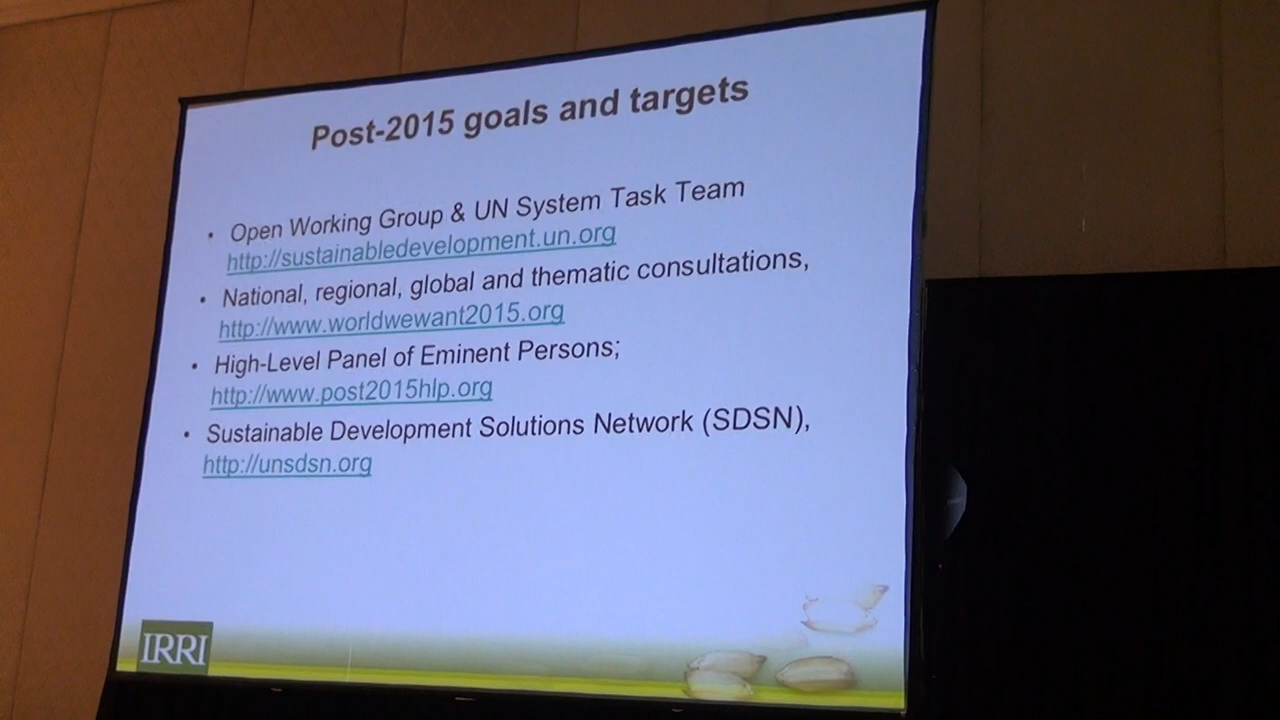 Post-2015 goals and targets
• Open Working Group & UN System Task Team
http://sustainabledevelopment.un.org
• National, regional, global and thematic consultations,
http://www.worldwewant2015.org
• High-Level Panel of Eminent Persons;
http://www.post2015hlp.org
• Sustainable Development Solutions Network (SDSN),
http://unsdsn.org
IRRI